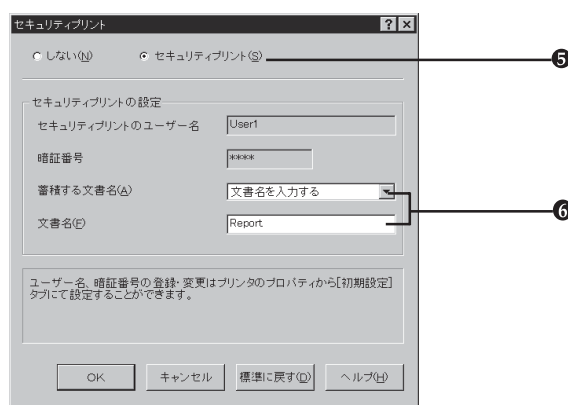 セキュリティプリント
しない(N) セキュリティプリント(S)
❺
セキュリティプリントの設定
セキュリティプリントのユーザー名 User1
暗証番号 ****
蓄積する文書名(A) 文書名を入力する
❻
文書名(F) Report
ユーザー名、暗証番号の登録・変更はプリンタのプロパティから[初期設定]
タブにて設定することができます。
OK キャンセル 標準に戻す(D) ヘルプ(H)